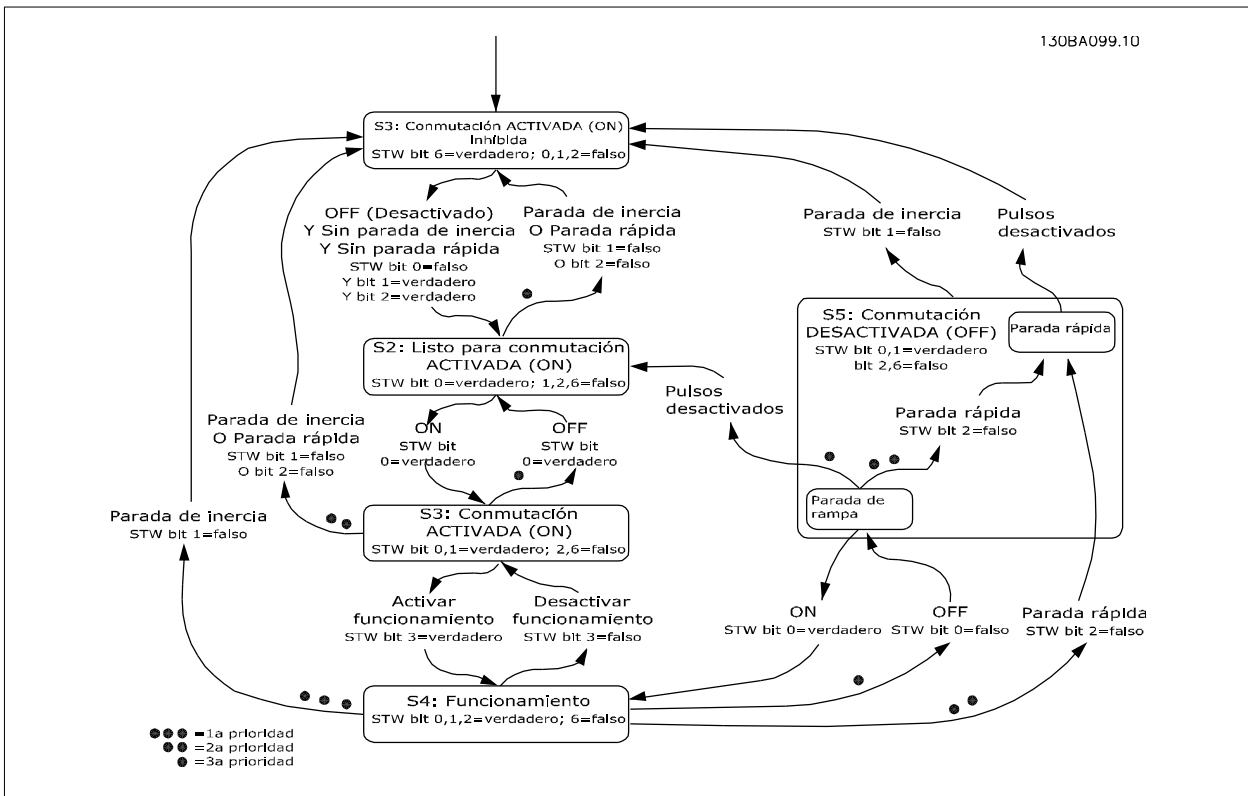 130BA099.10
S3: Conmutación ACTIVADA (ON)
Inhibida
STW bit 6=verdadero; 0,1,2=falso
OFF (Desactivado)
Y Sin parada de inercia
Y Sin parada rápida
STW bit 0=falso
Y bit 1=verdadero
Y bit 2=verdadero
Parada de inercia
O Parada rápida
STW bit 1=falso
O bit 2=falso
Parada de inercia
STW bit 1=falso
Pulsos
desactivados
S5: Conmutación
DESACTIVADA (OFF)
STW bit 0,1=verdadero
bit 2,6=falso
Parada rápida
S2: Listo para conmutación
ACTIVADA (ON)
STW bit 0=verdadero; 1,2,6=falso
Pulsos
desactivados
Parada rápida
STW bit 2=falso
Parada de inercia
O Parada rápida
STW bit 1=falso
O bit 2=falso
ON
STW bit
0=verdadero
OFF
STW bit
0=verdadero
Parada de
rampa
Parada de inercia
STW bit 1=falso
S3: Conmutación
ACTIVADA (ON)
STW bit 0,1=verdadero; 2,6=falso
Activar
funcionamiento
STW bit 3=verdadero
Desactivar
funcionamiento
STW bit 3=falso
ON
STW bit 0=verdadero
OFF
STW bit 0=falso
Parada rápida
STW bit 2=falso
S4: Funcionamiento
STW bit 0,1,2=verdadero; 6=falso
=1a prioridad
=2a prioridad
=3a prioridad